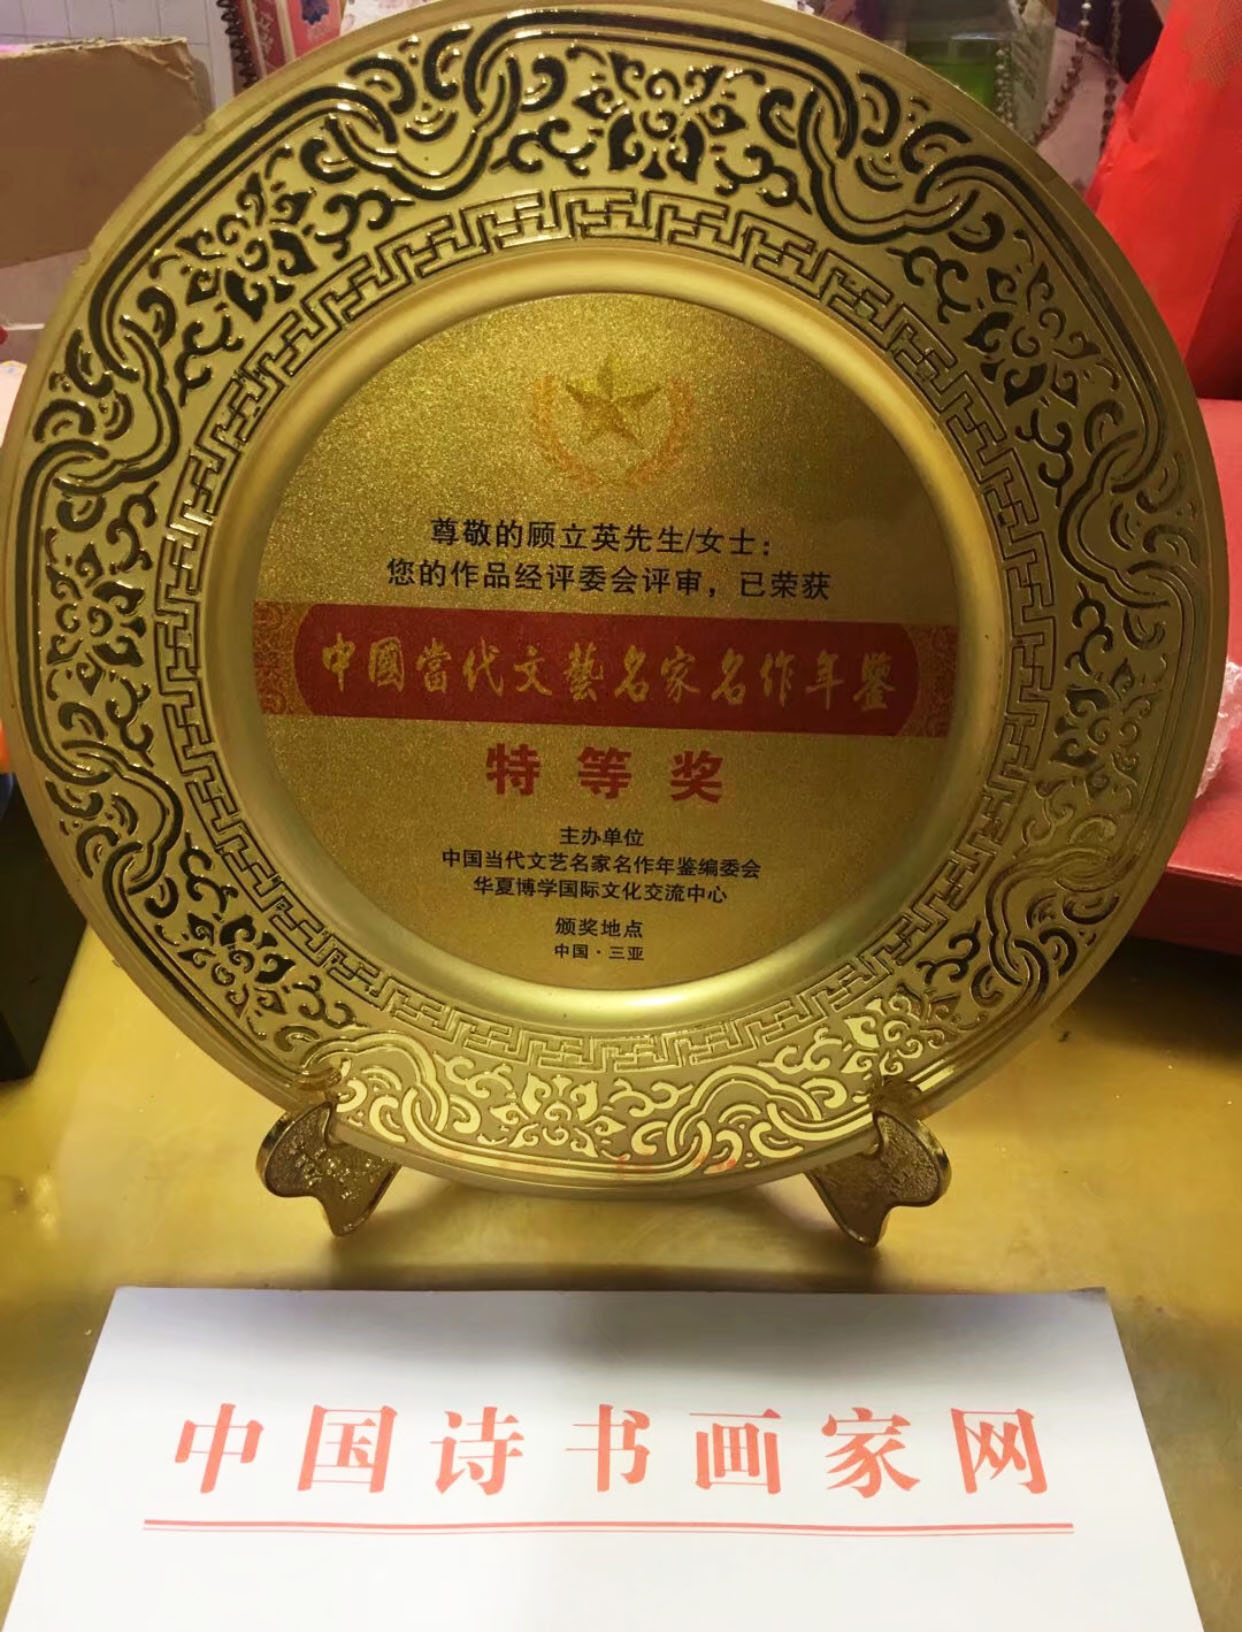 尊敬的顾立英先生/女士：
您的作品经评委会评审，已荣获
中國當代文藝名家名作年鑒
特等奖
主办单位
中国当代文艺名家名作年鉴编委会
华夏博学国际文化交流中心
颁奖地点
中国·三亚
中国诗书画家网